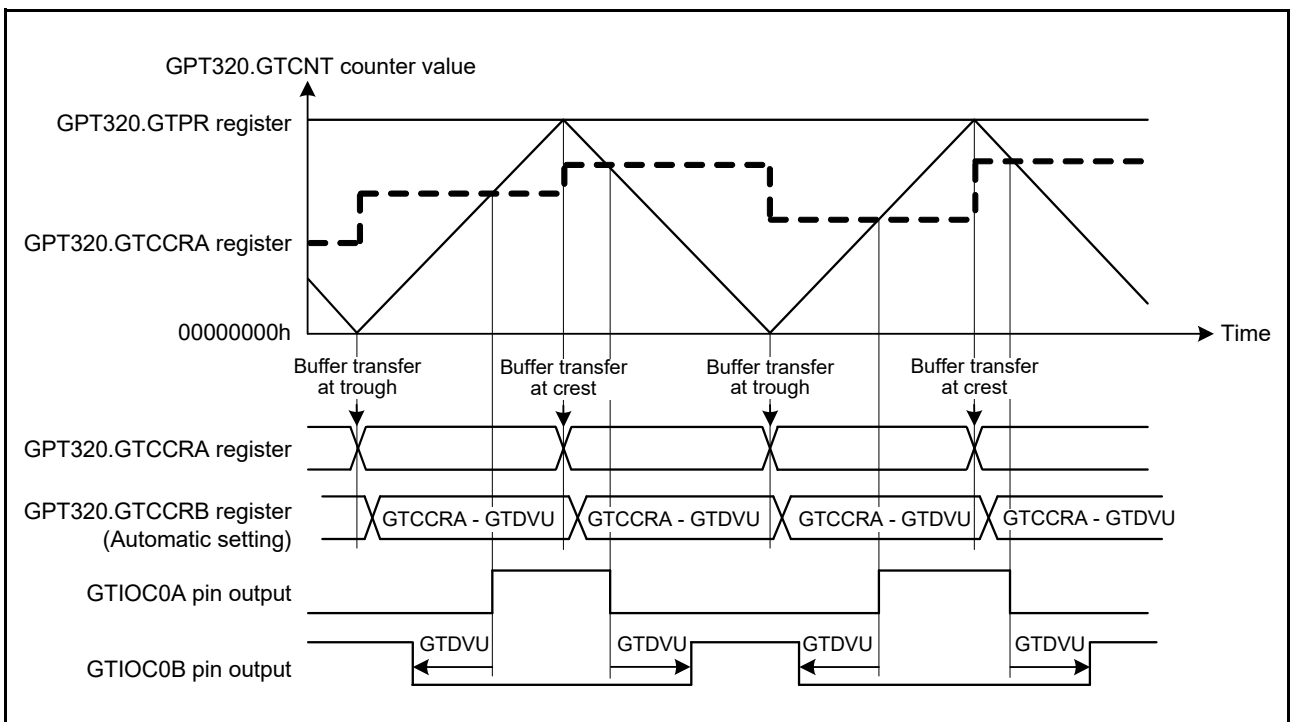 GPT320.GTCNT counter value
GPT320.GTPR register
GPT320.GTCCRA register
00000000h
Time
Buffer transfer
at trough
Buffer transfer
at crest
Buffer transfer
at trough
Buffer transfer
at crest
GPT320.GTCCRA register
GPT320.GTCCRB register
(Automatic setting)
GTCCRA - GTDVU
GTCCRA - GTDVU
GTCCRA - GTDVU
GTCCRA - GTDVU
GTIOC0A pin output
GTIOC0B pin output
GTDVU
GTDVU
GTDVU
GTDVU